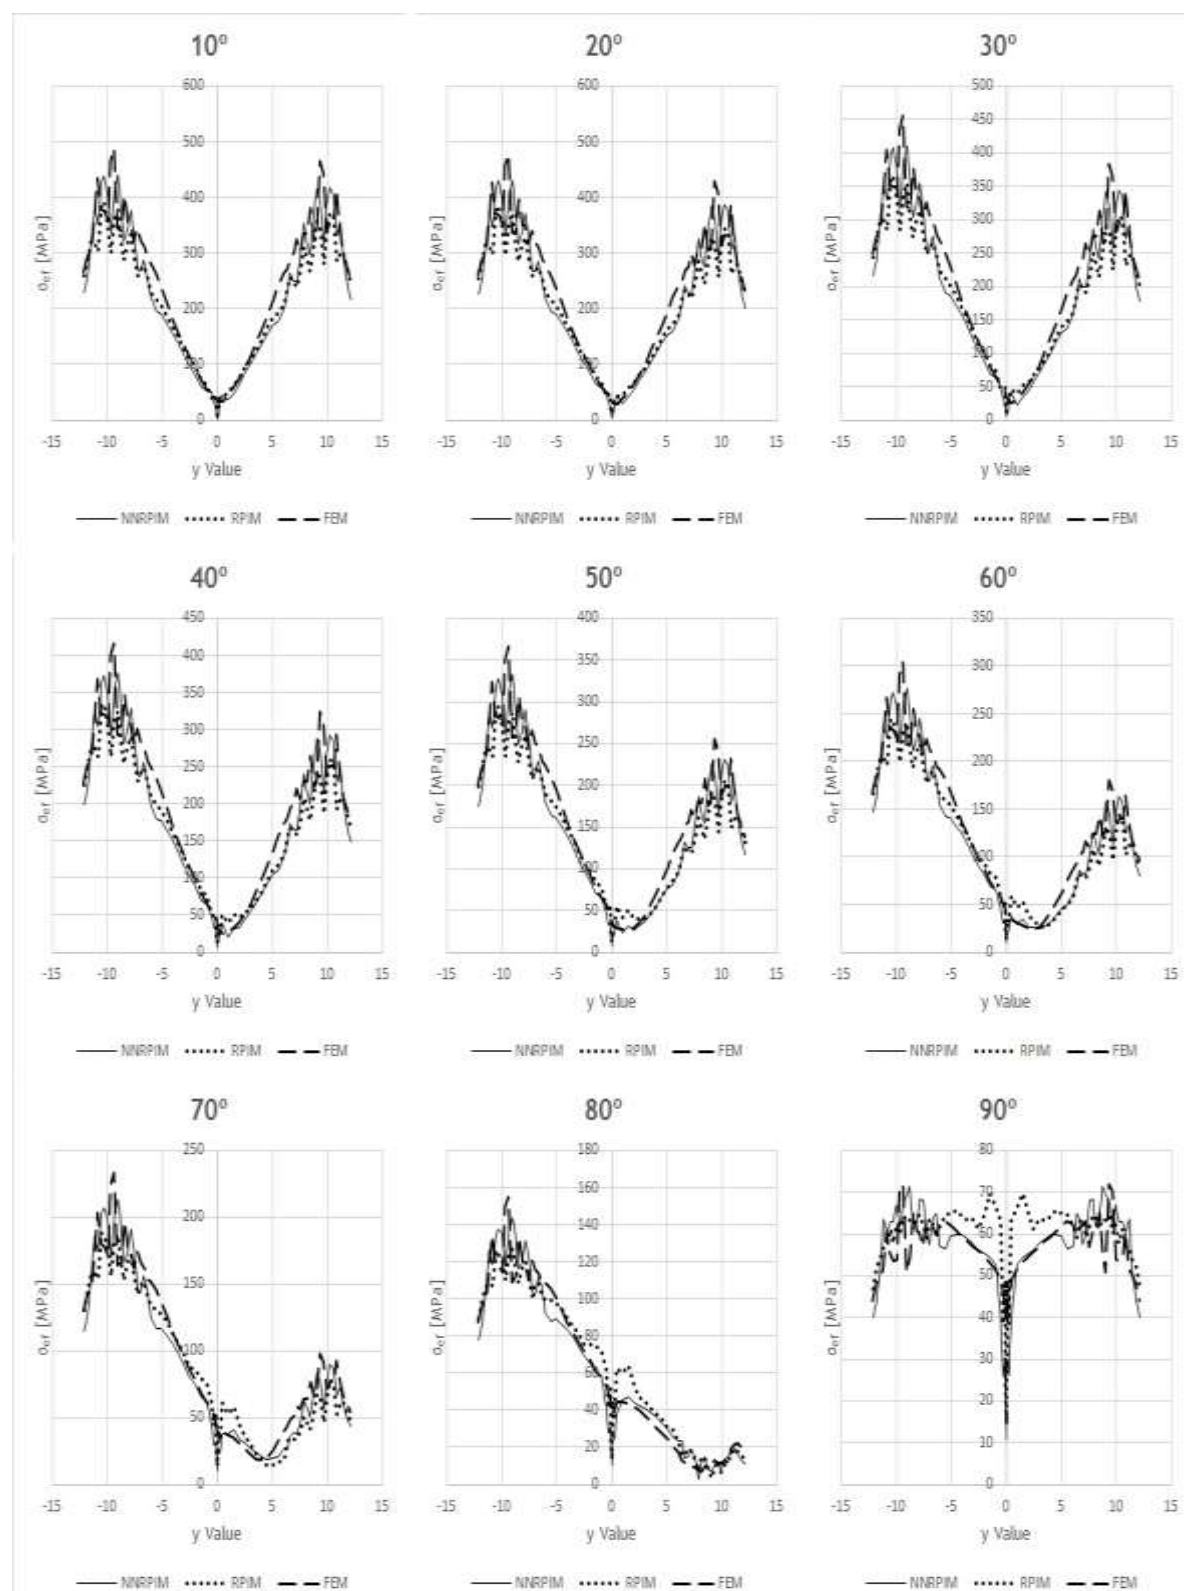 10º 20º 30º
600 600 500
500 500 450
400 400 400
300 300 350
200 200 300
100 100 250
0 0 200
150
100
50
0
σef [MPa] σef [MPa] σef [MPa]
-15 -10 -5 0 5 10 15 -15 -10 -5 0 5 10 15 -15 -10 -5 0 5 10 15
y Value y Value y Value
NNRPIM RPIM FEM NNRPIM RPIM FEM NNRPIM RPIM FEM
40º 50º 60º
450 400 350
400 350 300
350 300 250
300 250 200
250 200 150
200 150 100
150 100 50
100 50 0
50 0
0
σef [MPa] σef [MPa] σef [MPa]
-15 -10 -5 0 5 10 15 -15 -10 -5 0 5 10 15 -15 -10 -5 0 5 10 15
y Value y Value y Value
NNRPIM RPIM FEM NNRPIM RPIM FEM NNRPIM RPIM FEM
70º 80º 90º
250 180 80
200 160 70
150 140 60
100 120 50
50 100 40
0 80 30
60 20
40 10
20 0
0
σef [MPa] σef [MPa] σef [MPa]
-15 -10 -5 0 5 10 15 -15 -10 -5 0 5 10 15 -15 -10 -5 0 5 10 15
y Value y Value y Value
NNRPIM RPIM FEM NNRPIM RPIM FEM NNRPIM RPIM FEM